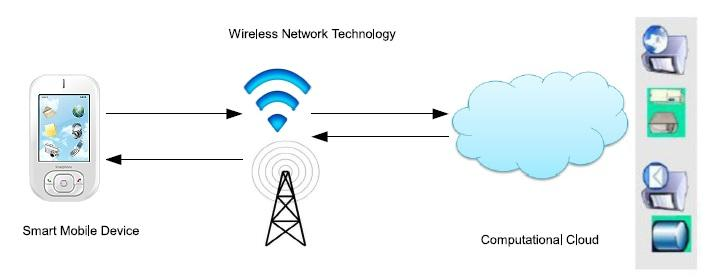 Wireless Network Technology
Smart Mobile Device
Computational Cloud